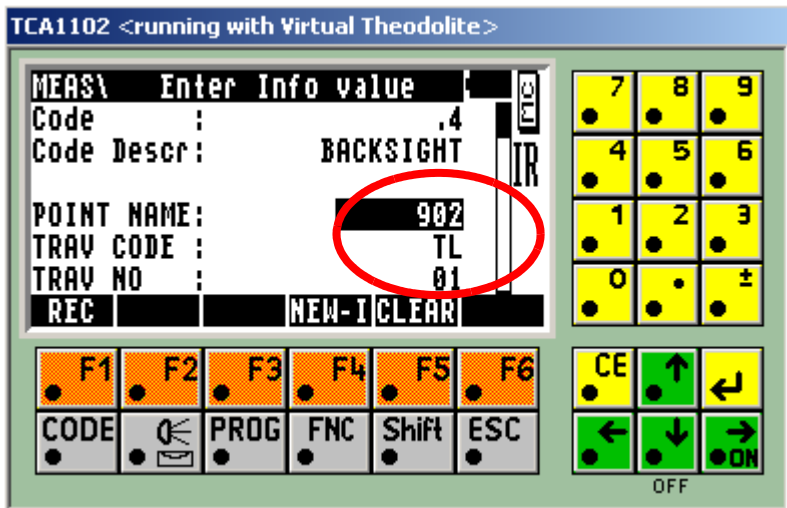 TCA1102 <running with Virtual Theodolite>
MEAS\ Enter Info value
MC
Code : .4
Code Descr: BACKSIGHT
IR
POINT NAME: 902
TRAV CODE : TL
TRAV NO : 01
REC NEW-I CLEAR
7 8 9
4 5 6
1 2 3
0 . ±
F1 F2 F3 F4 F5 F6
CE
CODE PROG FNC Shift ESC
ON
OFF